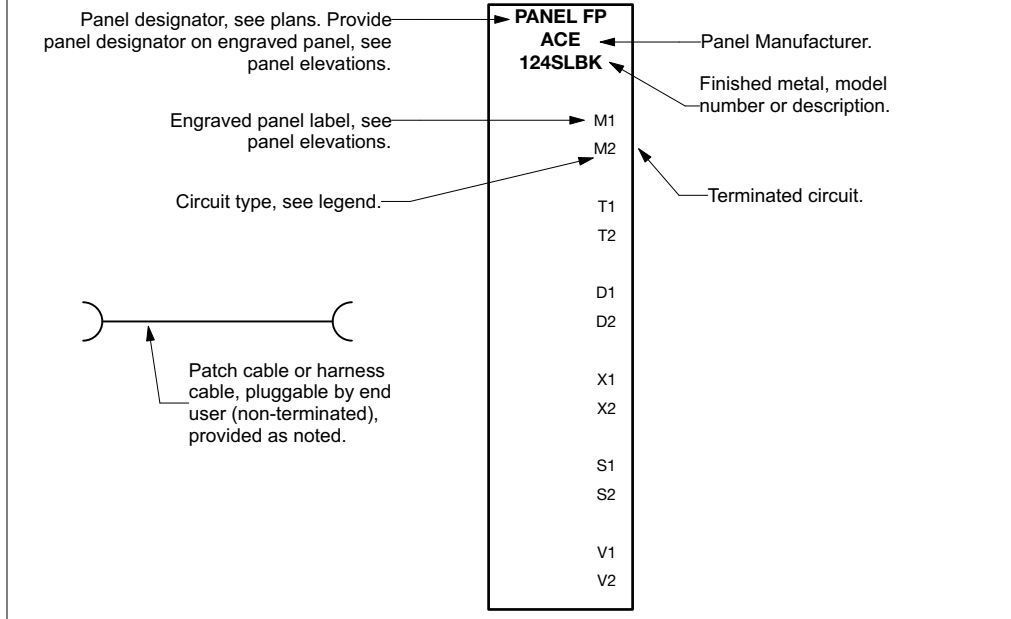 Panel designator, see plans. Provide
panel designator on engraved panel, see
panel elevations.
PANEL FP
ACE
124SLBK
Panel Manufacturer.
Finished metal, model
number or description.
Engraved panel label, see
panel elevations.
M1
M2
Circuit type, see legend.
Terminated circuit.
T1
T2
D1
D2
Patch cable or harness
cable, pluggable by end
user (non-terminated),
provided as noted.
X1
X2
S1
S2
V1
V2